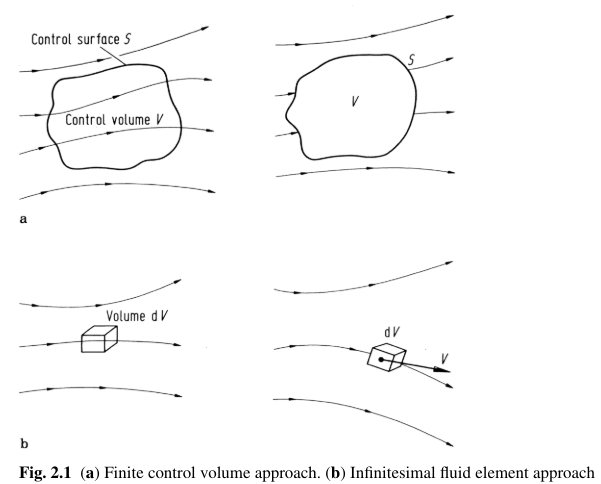 Control surface S
S
Control volume V
V
a
Volume dV
dV
V
b
Fig. 2.1 (a) Finite control volume approach. (b) Infinitesimal fluid element approach